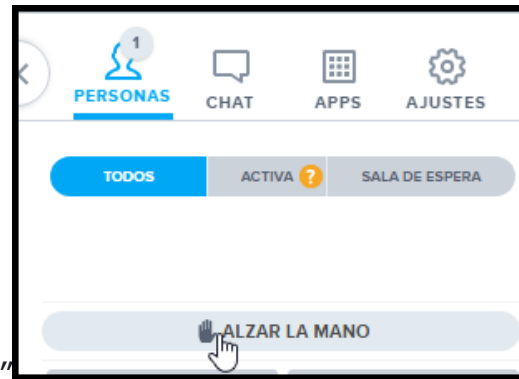 1
PERSONAS CHAT APPS AJUSTES
TODOS ACTIVA ? SALA DE ESPERA
ALZAR LA MANO
"